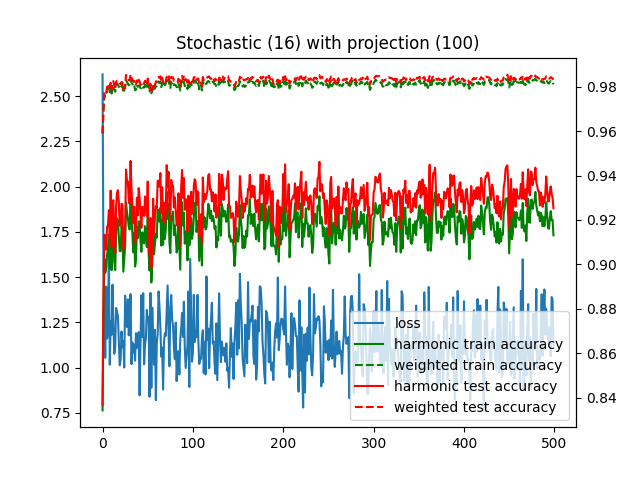 Stochastic (16) with projection (100)
2.50
2.25
2.00
1.75
1.50
1.25
1.00
0.75
0.98
0.96
0.94
0.92
0.90
0.88
0.86
0.84
loss
harmonic train accuracy
weighted train accuracy
harmonic test accuracy
weighted test accuracy
0 100 200 300 400 500